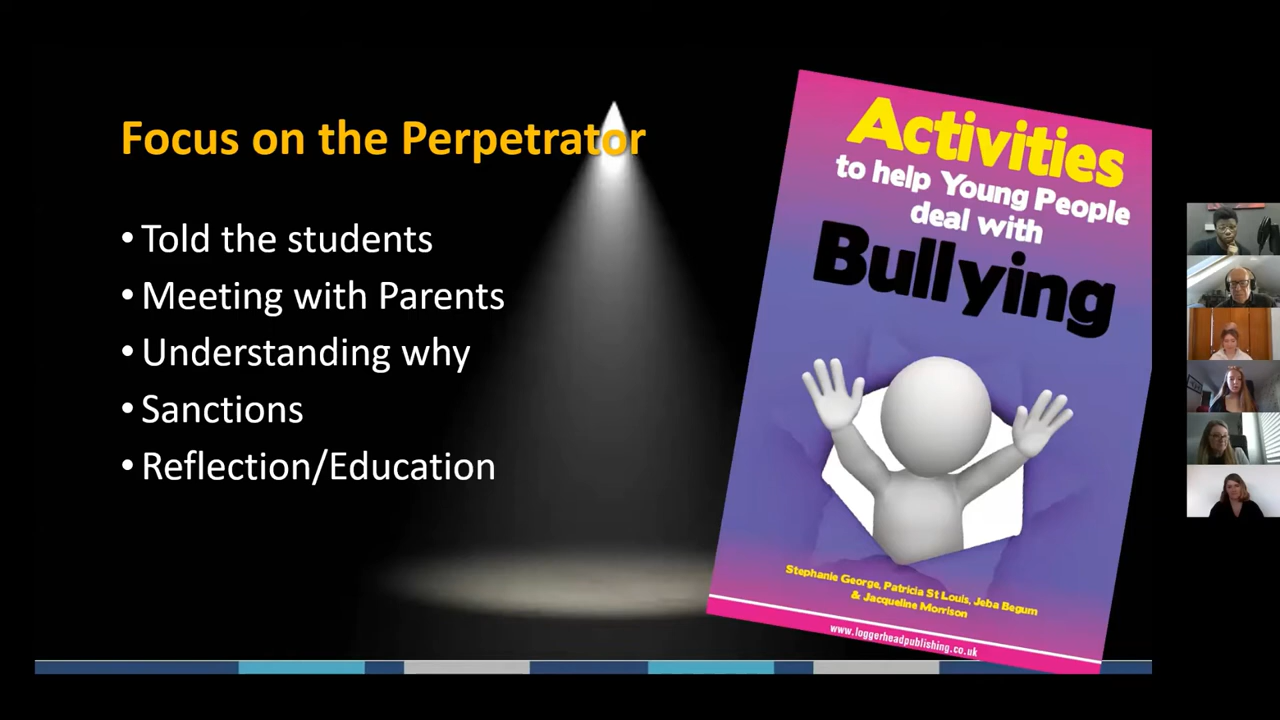 Focus on the Perpetrator
• Told the students
• Meeting with Parents
• Understanding why
• Sanctions
• Reflection/Education
Activities
to help Young People
deal with
Bullying
Stephanie George, Patricia St Louis, Jeba Begum
& Jacqueline Morrison
www.loggerheadpublishing.co.uk